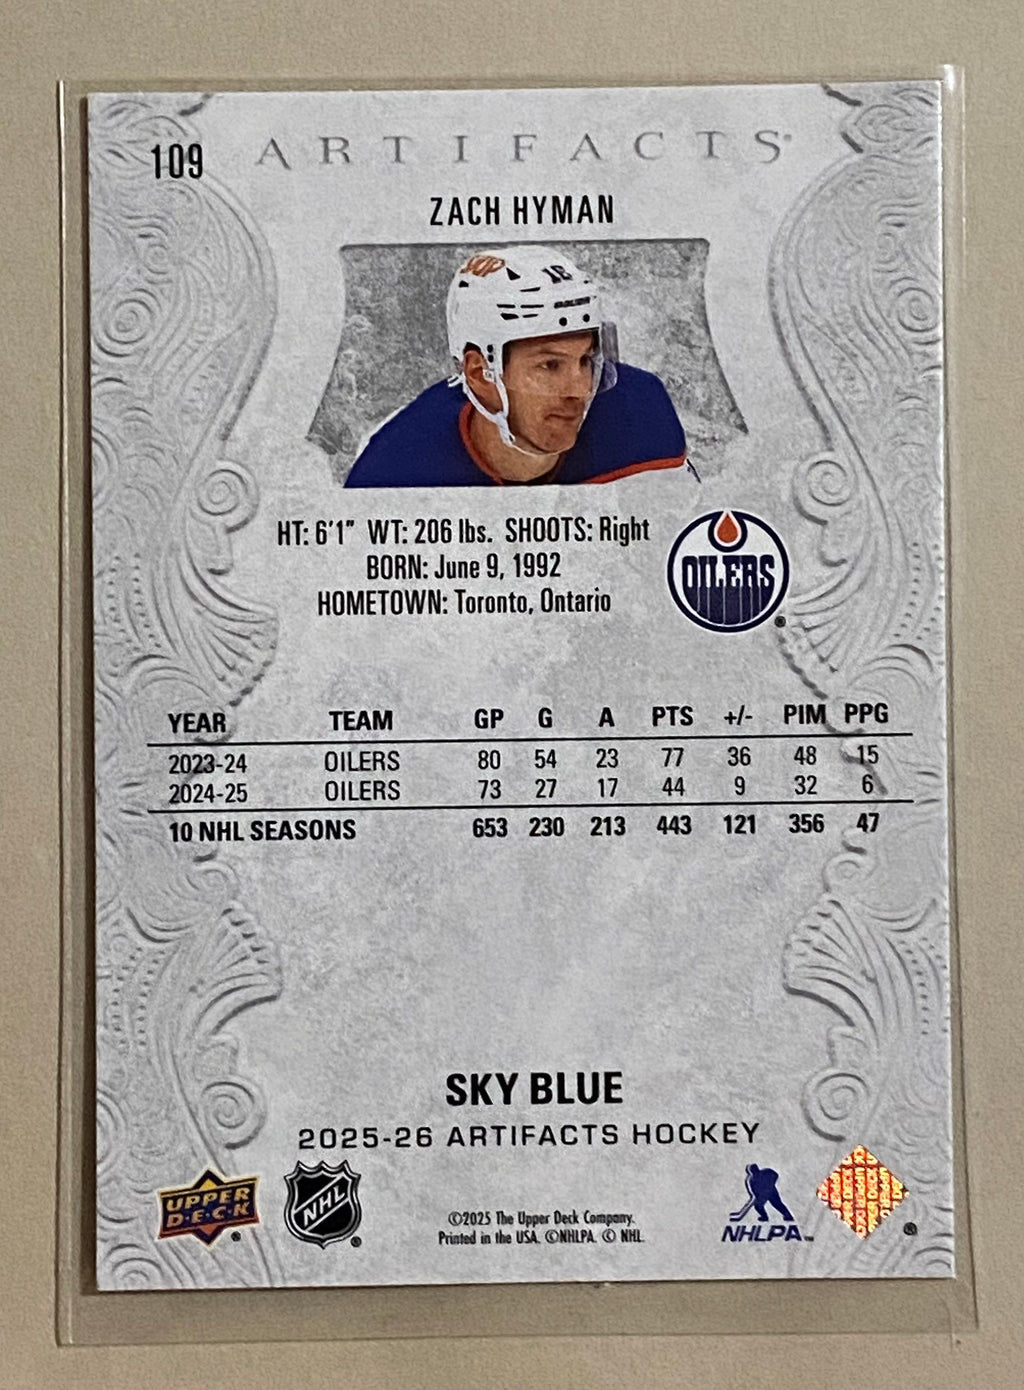 109
ARTIFACTS®
ZACH HYMAN
18
HT: 6'1" WT: 206 lbs. SHOOTS: Right
BORN: June 9, 1992
HOMETOWN: Toronto, Ontario
OILERS
®
YEAR TEAM GP G A PTS +/- PIM PPG
2023-24 OILERS 80 54 23 77 36 48 15
2024-25 OILERS 73 27 17 44 9 32 6
10 NHL SEASONS 653 230 213 443 121 356 47
SKY BLUE
2025-26 ARTIFACTS HOCKEY
UPPER
D·E·C·K
®
NHL
®
©2025 The Upper Deck Company.
Printed in the USA. ©NHLPA. © NHL.
NHLPA™
®